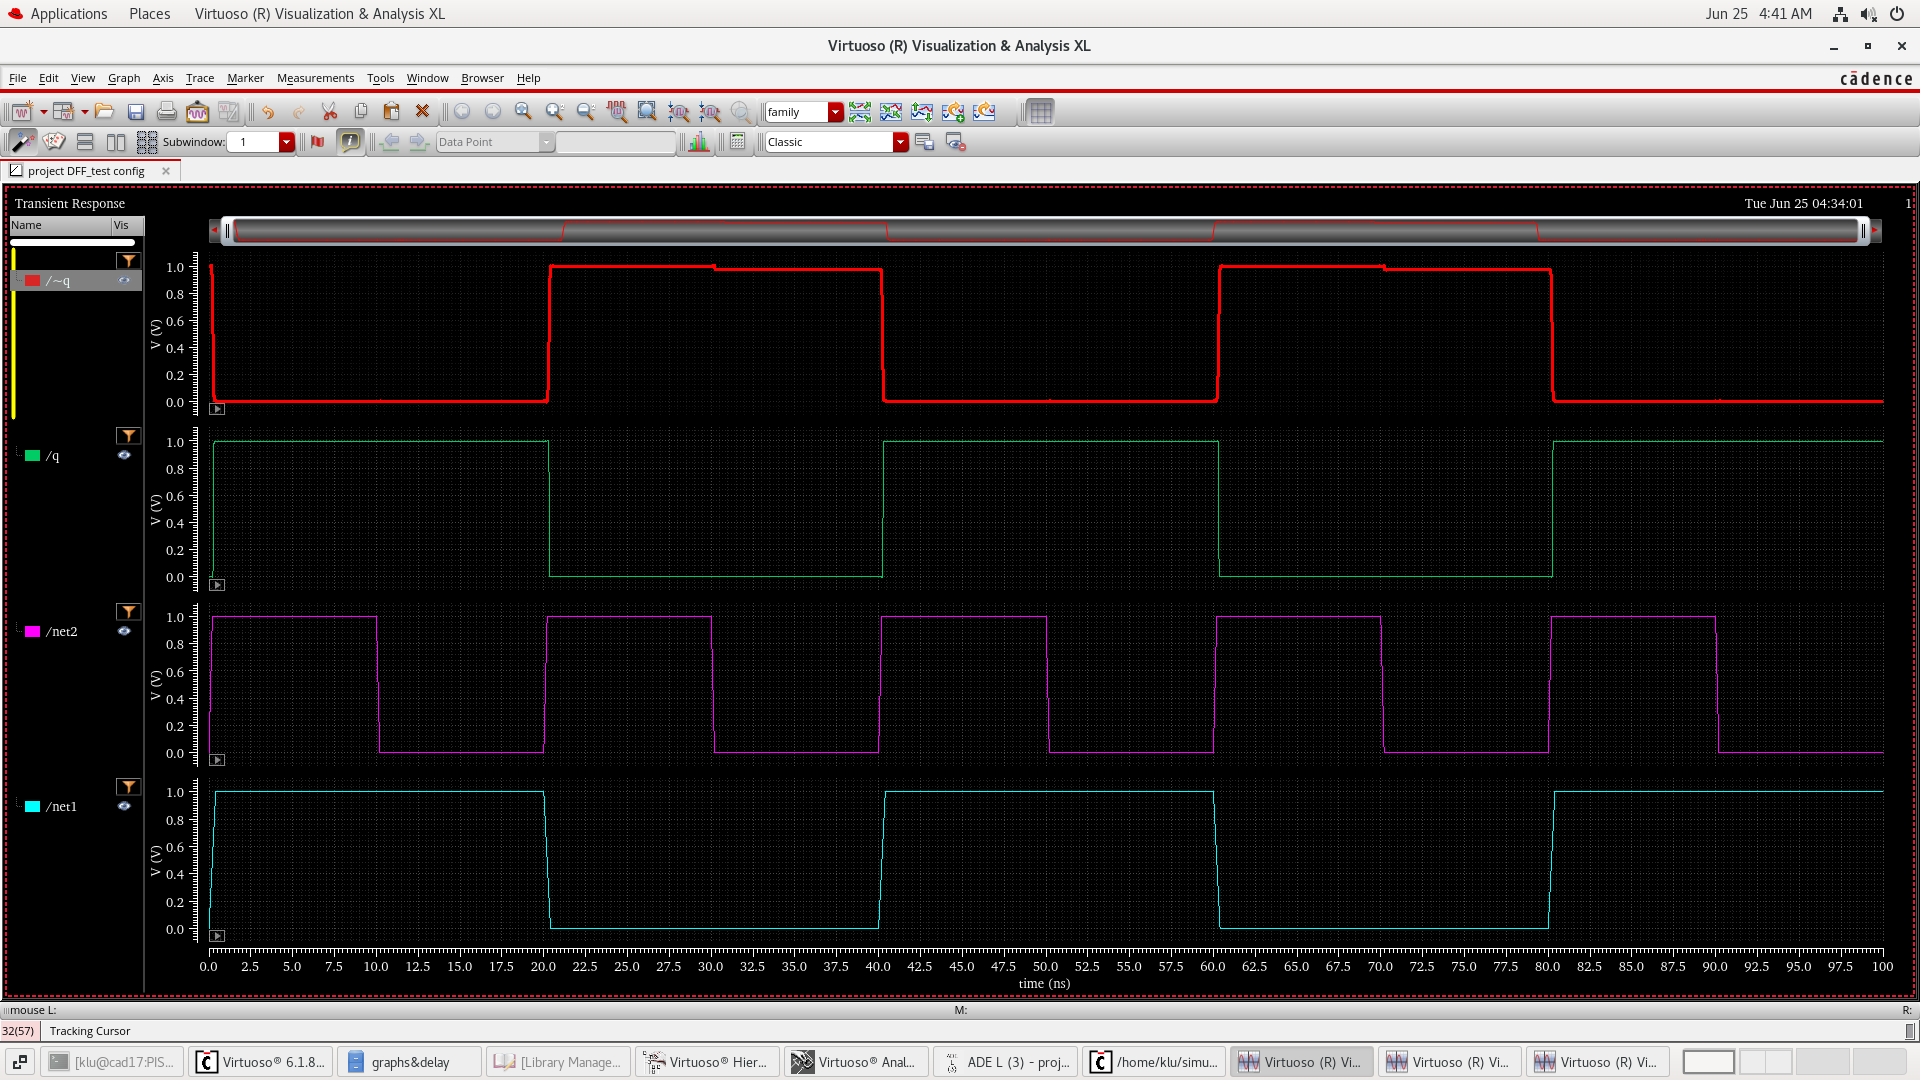 Applications Places Virtuoso (R) Visualization & Analysis XL Jun 25 4:41 AM
Virtuoso (R) Visualization & Analysis XL
File Edit View Graph Axis Trace Marker Measurements Tools Window Browser Help cādence
family
Subwindow: 1 Data Point Classic
project DFF_test config
Transient Response Tue Jun 25 04:34:01 1
Name Vis
/~q
V (V)
1.0
0.8
0.6
0.4
0.2
0.0
/q
V (V)
1.0
0.8
0.6
0.4
0.2
0.0
/net2
V (V)
1.0
0.8
0.6
0.4
0.2
0.0
/net1
V (V)
1.0
0.8
0.6
0.4
0.2
0.0
0.0 2.5 5.0 7.5 10.0 12.5 15.0 17.5 20.0 22.5 25.0 27.5 30.0 32.5 35.0 37.5 40.0 42.5 45.0 47.5 50.0 52.5 55.0 57.5 60.0 62.5 65.0 67.5 70.0 72.5 75.0 77.5 80.0 82.5 85.0 87.5 90.0 92.5 95.0 97.5 100
time (ns)
mouse L: M: R:
32(57) Tracking Cursor
[klu@cad17:PIS... Virtuoso® 6.1.8... graphs&delay [Library Manage... Virtuoso® Hier... Virtuoso® Anal... ADE L (3) - proj... /home/klu/simu... Virtuoso (R) Vi... Virtuoso (R) Vi... Virtuoso (R) Vi...